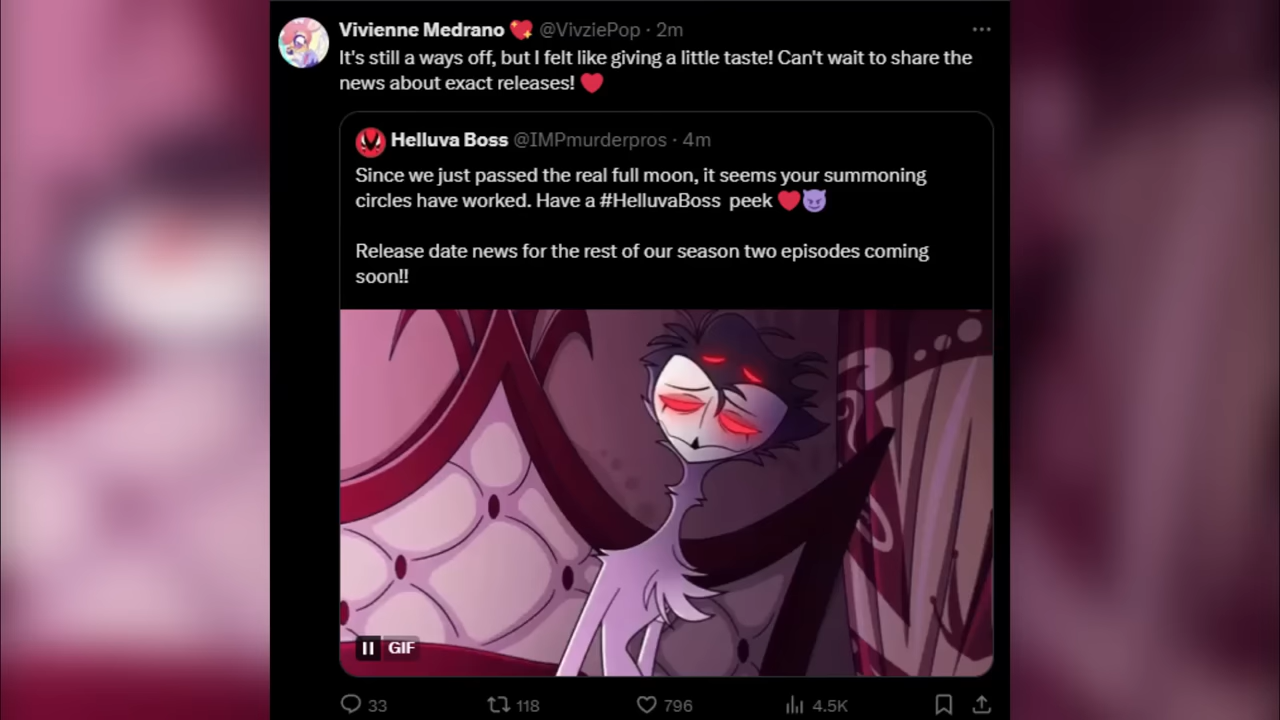 Vivienne Medrano 💖 @VivziePop · 2m
It's still a ways off, but I felt like giving a little taste! Can't wait to share the
news about exact releases! ❤️
Helluva Boss @IMPmurderpros · 4m
Since we just passed the real full moon, it seems your summoning
circles have worked. Have a #HelluvaBoss peek ❤️😈
Release date news for the rest of our season two episodes coming
soon!!
GIF
33 118 796 4.5K